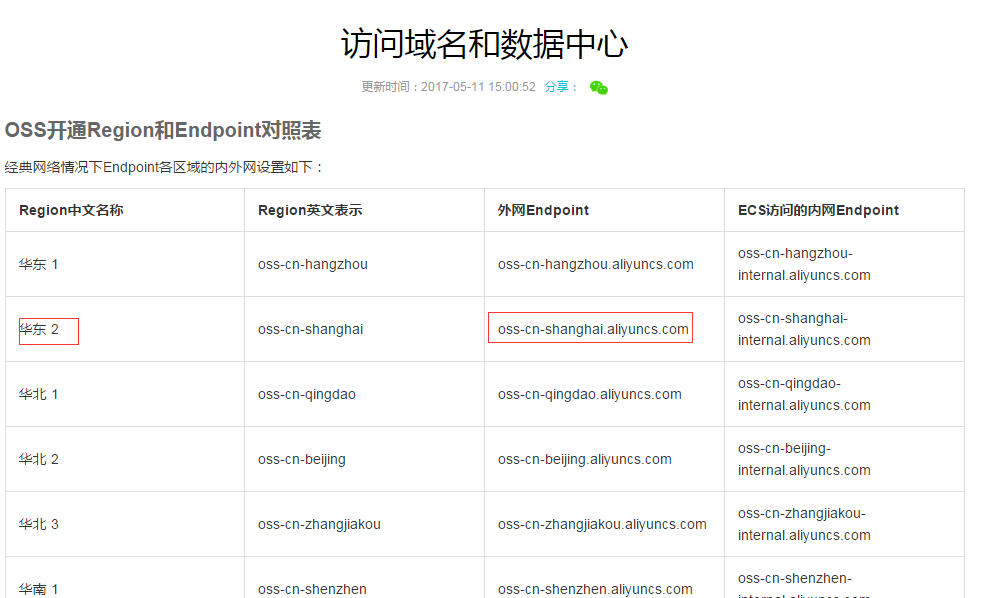 访问域名和数据中心
更新时间：2017-05-11 15:00:52 分享：
OSS开通Region和Endpoint对照表
经典网络情况下Endpoint各区域的内外网设置如下：
Region中文名称 Region英文表示 外网Endpoint ECS访问的内网Endpoint
华东 1 oss-cn-hangzhou oss-cn-hangzhou.aliyuncs.com oss-cn-hangzhou-
internal.aliyuncs.com
华东 2 oss-cn-shanghai oss-cn-shanghai.aliyuncs.com oss-cn-shanghai-
internal.aliyuncs.com
华北 1 oss-cn-qingdao oss-cn-qingdao.aliyuncs.com oss-cn-qingdao-
internal.aliyuncs.com
华北 2 oss-cn-beijing oss-cn-beijing.aliyuncs.com oss-cn-beijing-
internal.aliyuncs.com
华北 3 oss-cn-zhangjiakou oss-cn-zhangjiakou.aliyuncs.com oss-cn-zhangjiakou-
internal.aliyuncs.com
华南 1 oss-cn-shenzhen oss-cn-shenzhen.aliyuncs.com oss-cn-shenzhen-